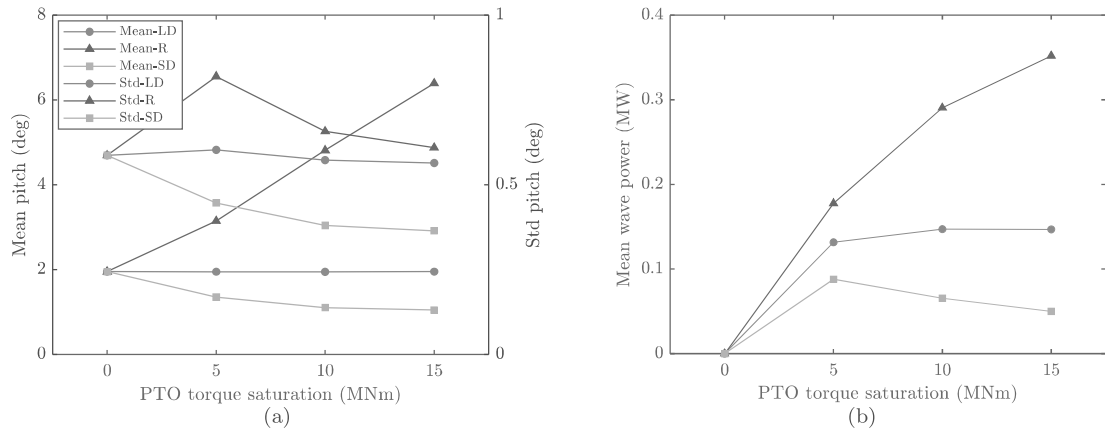 8
6
4
2
0
Mean pitch (deg)
Mean-LD
Mean-R
Mean-SD
Std-LD
Std-R
Std-SD
1
0.5
0
Std pitch (deg)
0 5 10 15
PTO torque saturation (MNm)
(a)
0.4
0.3
0.2
0.1
0
Mean wave power (MW)
0 5 10 15
PTO torque saturation (MNm)
(b)